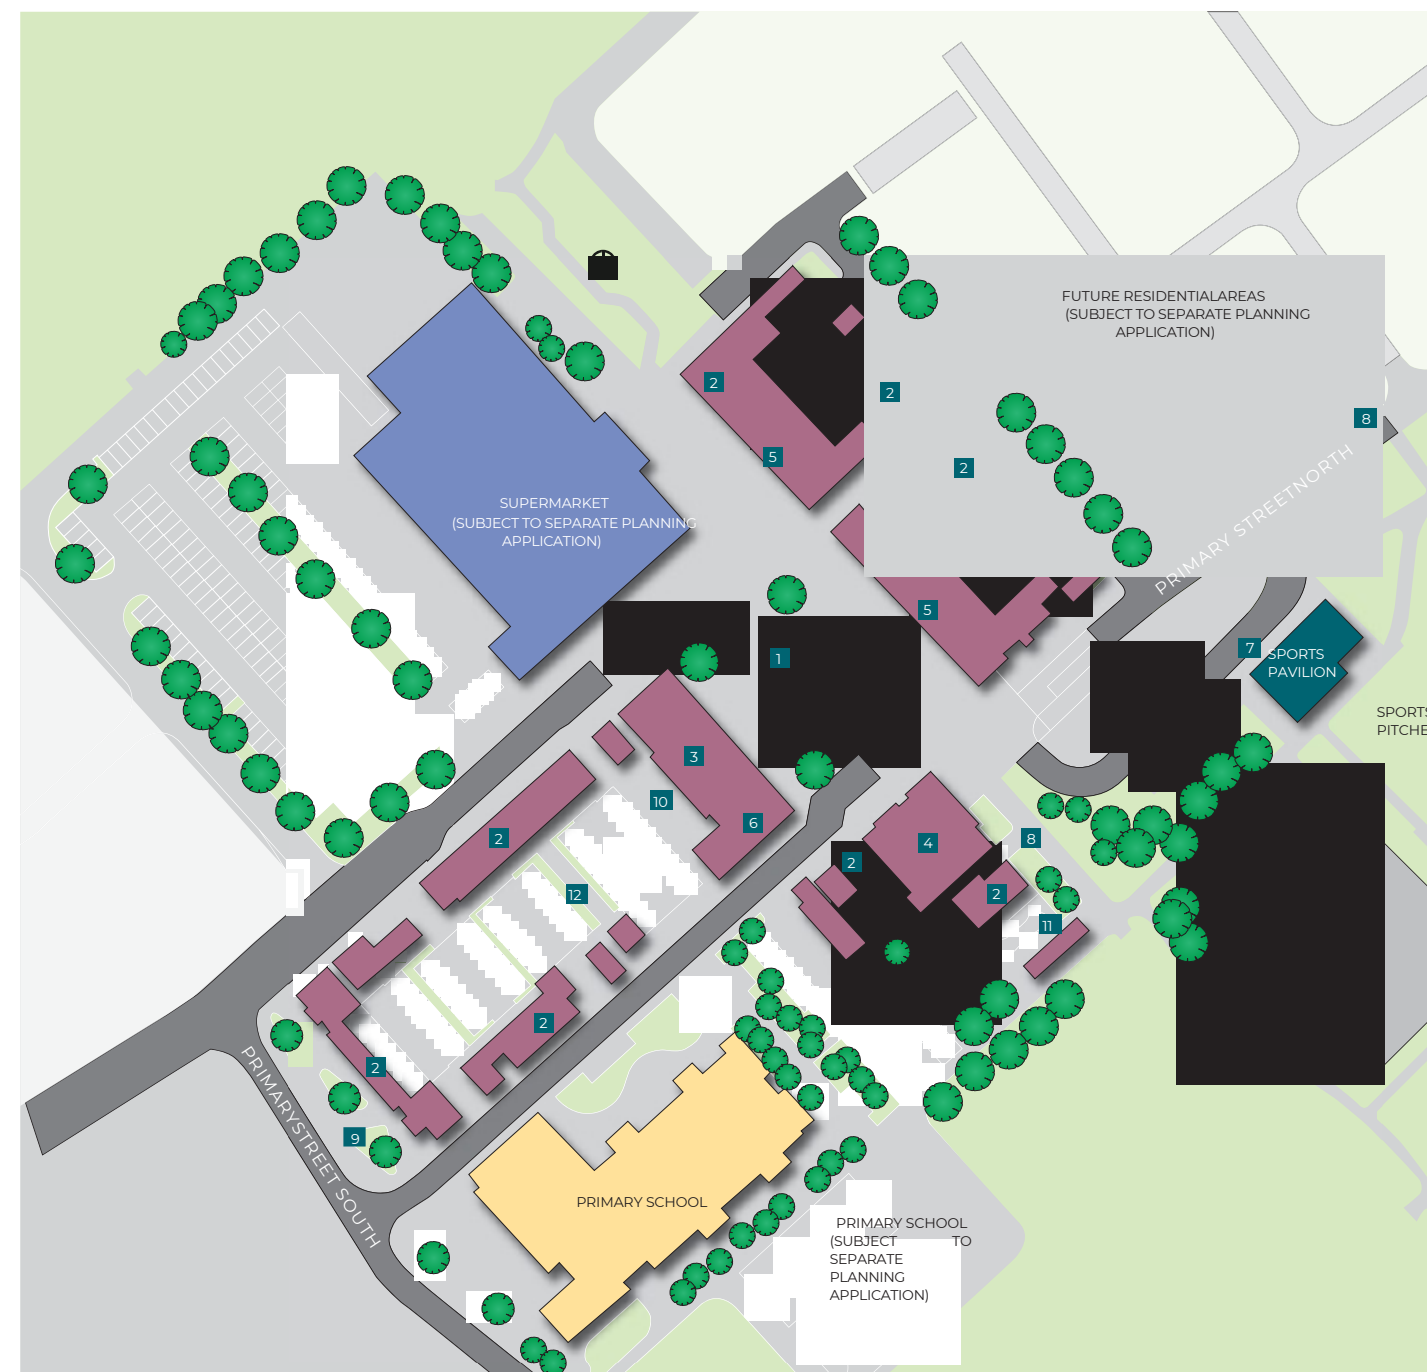 FUTURE RESIDENTIALAREAS
(SUBJECT TO SEPARATE PLANNING
APPLICATION)
2
2
8
5
2
PRIMARY STREETNORTH
SUPERMARKET
(SUBJECT TO SEPARATE PLANNING
APPLICATION)
5
1
7
SPORTS
PAVILION
SPORTS
PITCHE
3
10
6
2
8
4
2
2
12
11
2
2
9
PRIMARYSTREET SOUTH
PRIMARY SCHOOL
PRIMARY SCHOOL
(SUBJECT TO
SEPARATE
PLANNING
APPLICATION)